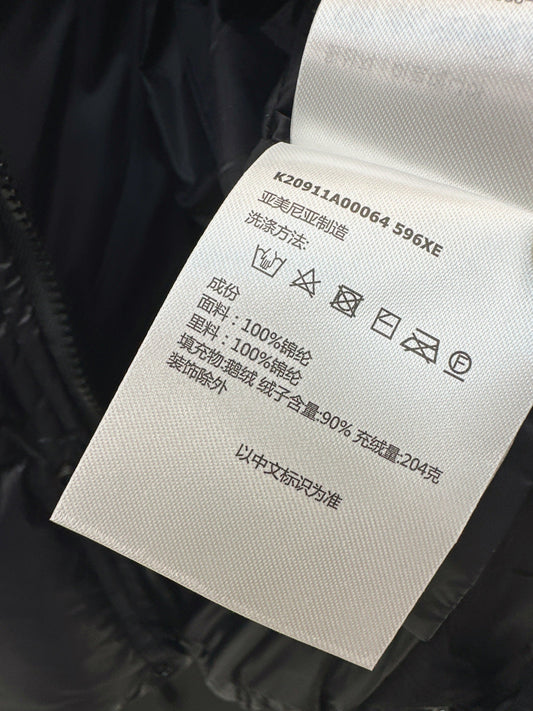 K20911A00064 596XE
亚美尼亚制造
洗涤方法:
成份
面料：100%锦纶
里料：100%锦纶
填充物:鹅绒 绒子含量:90% 充绒量:204克
装饰除外
以中文标识为准